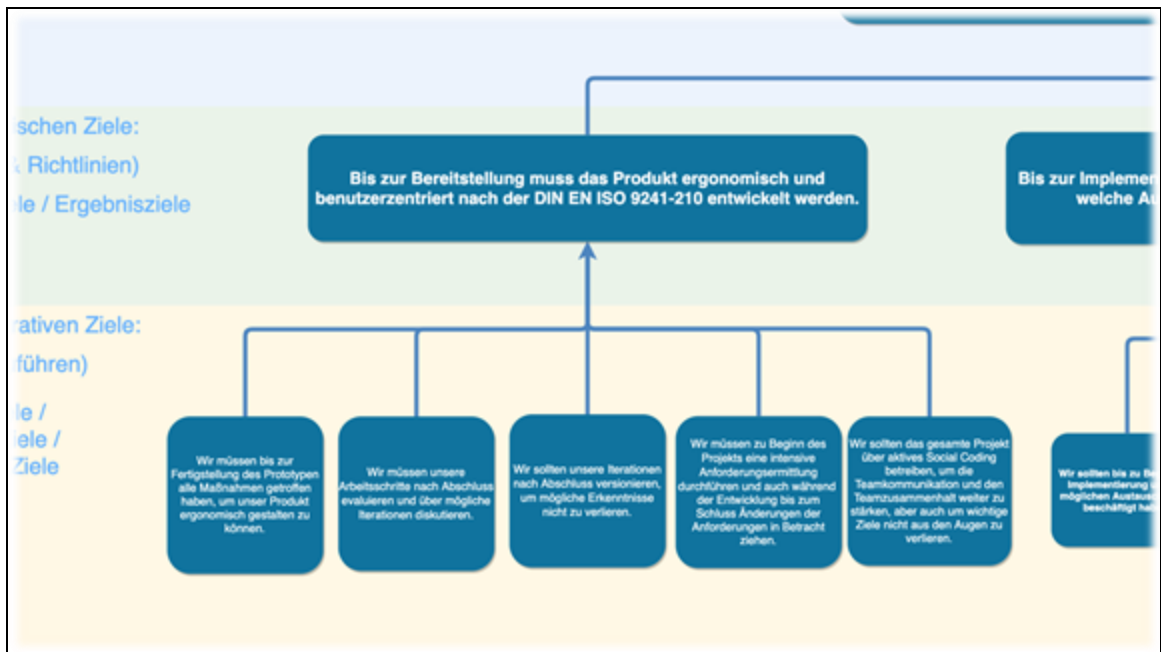 schen Ziele:
& Richtlinien)
le / Ergebnisziele
Bis zur Bereitstellung muss das Produkt ergonomisch und
benutzerzentriert nach der DIN EN ISO 9241-210 entwickelt werden.
Bis zur Implemen
welche Au
rativen Ziele:
führen)
le /
iele /
Ziele
Wir müssen bis zur
Fertigstellung des Prototypen
alle Maßnahmen getroffen
haben, um unser Produkt
ergonomisch gestalten zu
können.
Wir müssen unsere
Arbeitsschritte nach Abschluss
evaluieren und über mögliche
Iterationen diskutieren.
Wir sollten unsere Iterationen
nach Abschluss versionieren,
um mögliche Erkenntnisse
nicht zu verlieren.
Wir müssen zu Beginn des
Projekts eine intensive
Anforderungsermittlung
durchführen und auch während
der Entwicklung bis zum
Schluss Änderungen der
Anforderungen in Betracht
ziehen.
Wir sollten das gesamte Projekt
über aktives Social Coding
betreiben, um die
Teamkommunikation und den
Teamzusammenhalt weiter zu
stärken, aber auch um wichtige
Ziele nicht aus den Augen zu
verlieren.
Wir sollten bis zu Be
Implementierung u
möglichen Austausc
beschäftigt hab